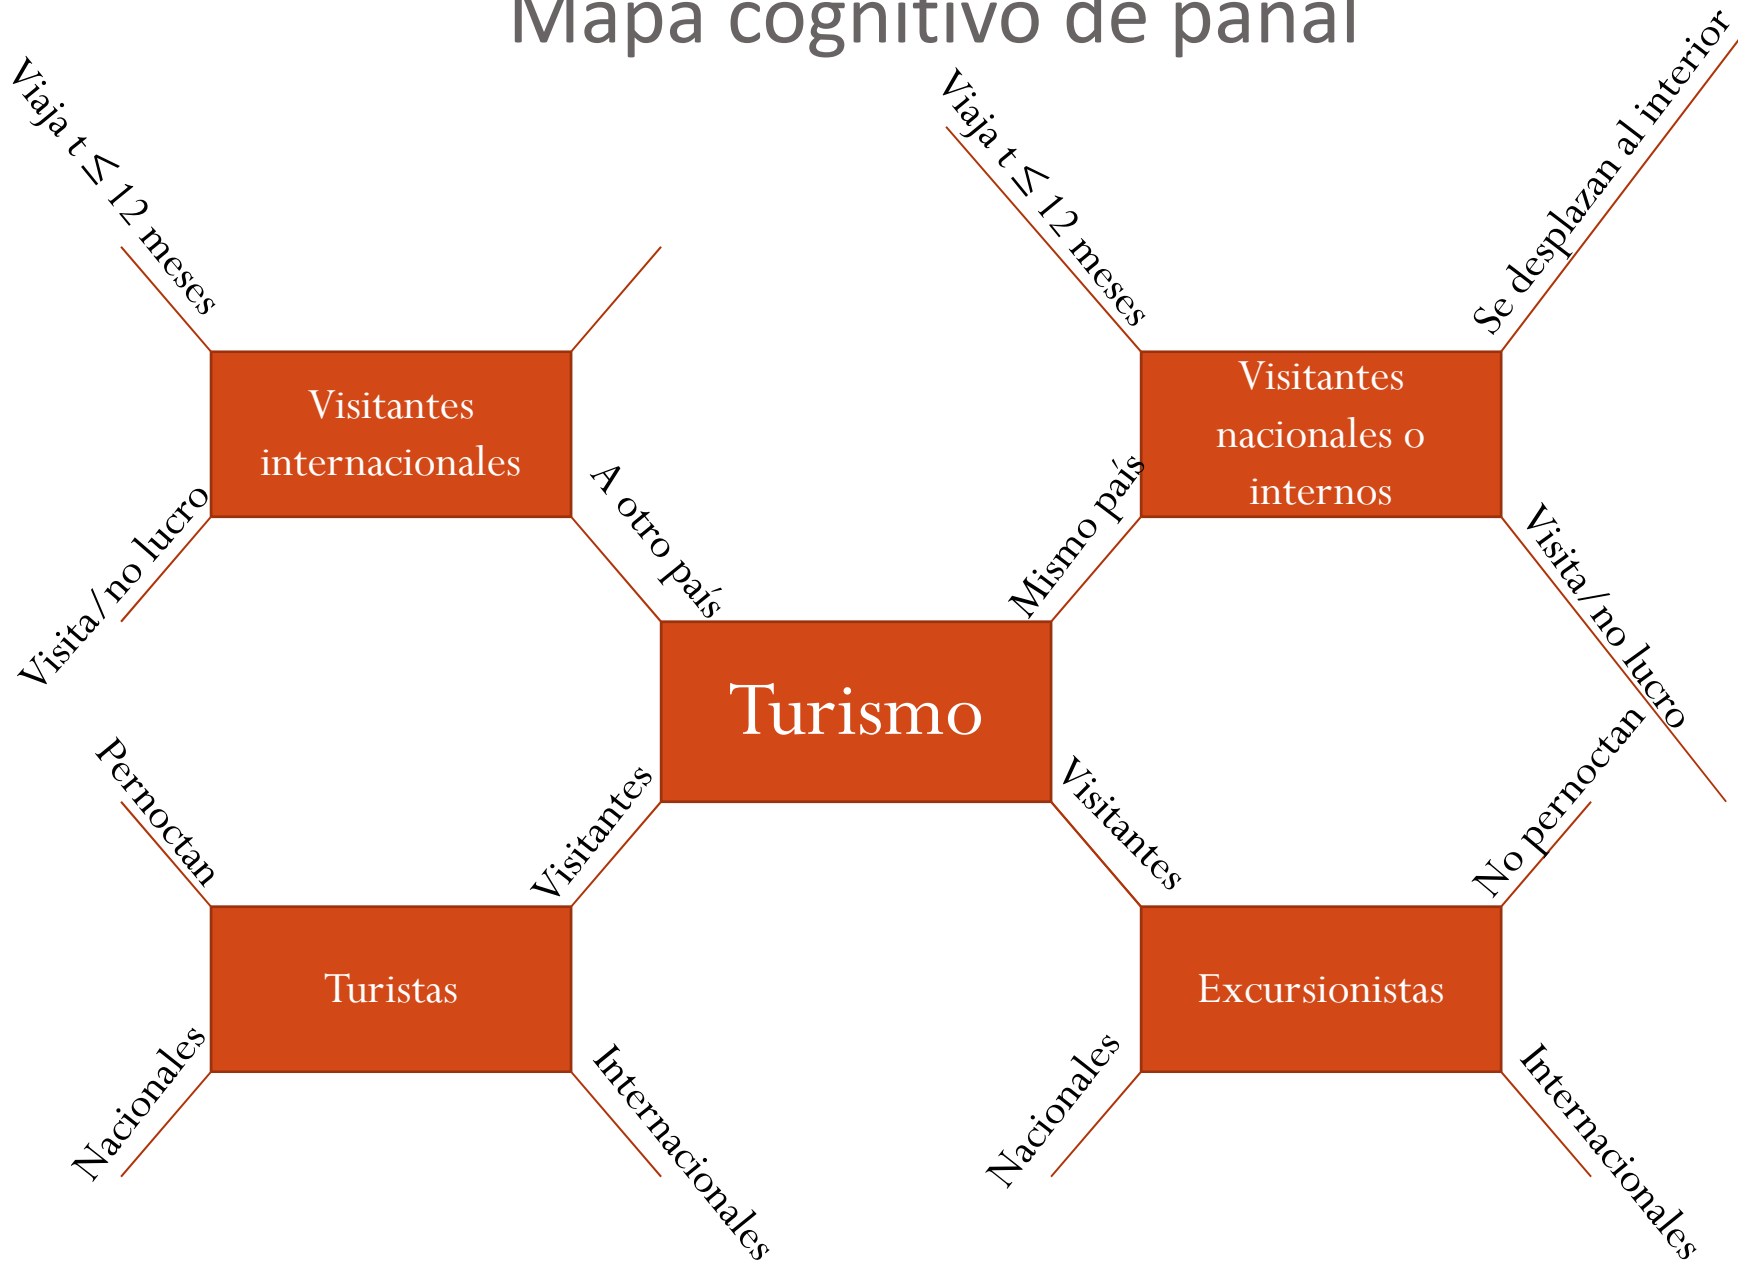 Mapa cognitivo de panal
Viaja t ≤ 12 meses
Viaja t ≤ 12 meses
Se desplazan al interior
Visitantes
internacionales
Visitantes
nacionales o
internos
Visita/no lucro
A otro país
Mismo país
Visita/no lucro
Turismo
Pernoctan
Visitantes
Visitantes
No pernoctan
Turistas
Excursionistas
Nacionales
Internacionales
Nacionales
Internacionales